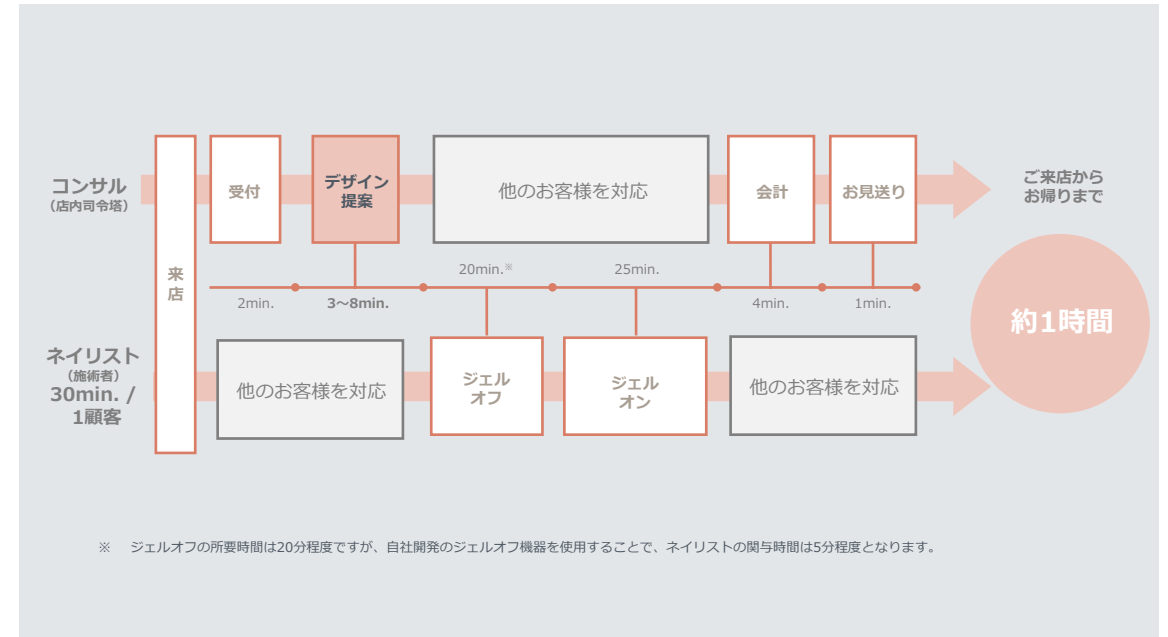 コンサル
（店内司令塔）
来
店
受付
デザイン
提案
他のお客様を対応
会計
お見送り
ご来店から
お帰りまで
2min.
3～8min.
20min.※
25min.
4min.
1min.
約1時間
ネイリスト
（施術者）
30min. /
1顧客
他のお客様を対応
ジェル
オフ
ジェル
オン
他のお客様を対応
※ ジェルオフの所要時間は20分程度ですが、自社開発のジェルオフ機器を使用することで、ネイリストの関与時間は5分程度となります。